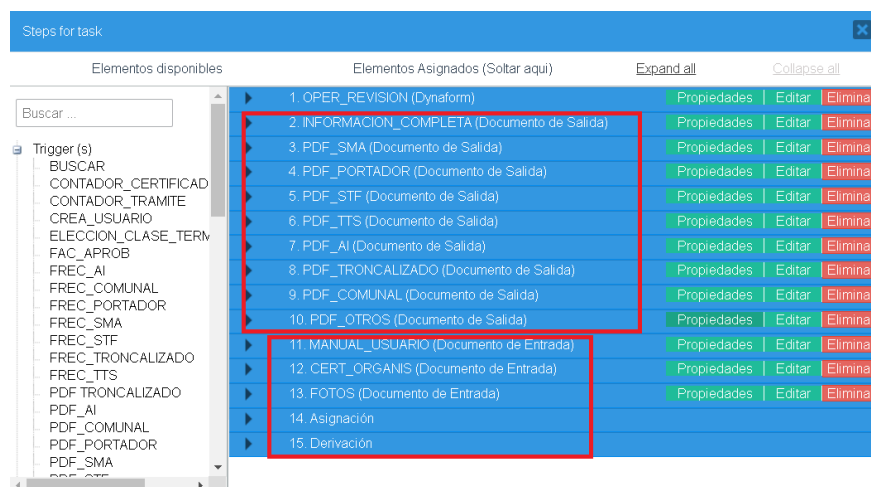 Steps for task
Elementos disponibles
Elementos Asignados (Soltar aqui)
Expand all
Collapse all
Buscar ...
Trigger (s)
BUSCAR
CONTADOR_CERTIFICAD
CONTADOR_TRAMITE
CREA_USUARIO
ELECCION_CLASE_TERM
FAC_APROB
FREC_AI
FREC_COMUNAL
FREC_PORTADOR
FREC_SMA
FREC_STF
FREC_TRONCALIZADO
FREC_TTS
PDF TRONCALIZADO
PDF_AI
PDF_COMUNAL
PDF_PORTADOR
PDF_SMA
PDF_STF
1. OPER_REVISION (Dynaform) Propiedades | Editar | Elimina
2. INFORMACION_COMPLETA (Documento de Salida) Propiedades | Editar | Elimina
3. PDF_SMA (Documento de Salida) Propiedades | Editar | Elimina
4. PDF_PORTADOR (Documento de Salida) Propiedades | Editar | Elimina
5. PDF_STF (Documento de Salida) Propiedades | Editar | Elimina
6. PDF_TTS (Documento de Salida) Propiedades | Editar | Elimina
7. PDF_AI (Documento de Salida) Propiedades | Editar | Elimina
8. PDF_TRONCALIZADO (Documento de Salida) Propiedades | Editar | Elimina
9. PDF_COMUNAL (Documento de Salida) Propiedades | Editar | Elimina
10. PDF_OTROS (Documento de Salida) Propiedades | Editar | Elimina
11. MANUAL_USUARIO (Documento de Entrada) Propiedades | Editar | Elimina
12. CERT_ORGANIS (Documento de Entrada) Propiedades | Editar | Elimina
13. FOTOS (Documento de Entrada) Propiedades | Editar | Elimina
14. Asignación
15. Derivación